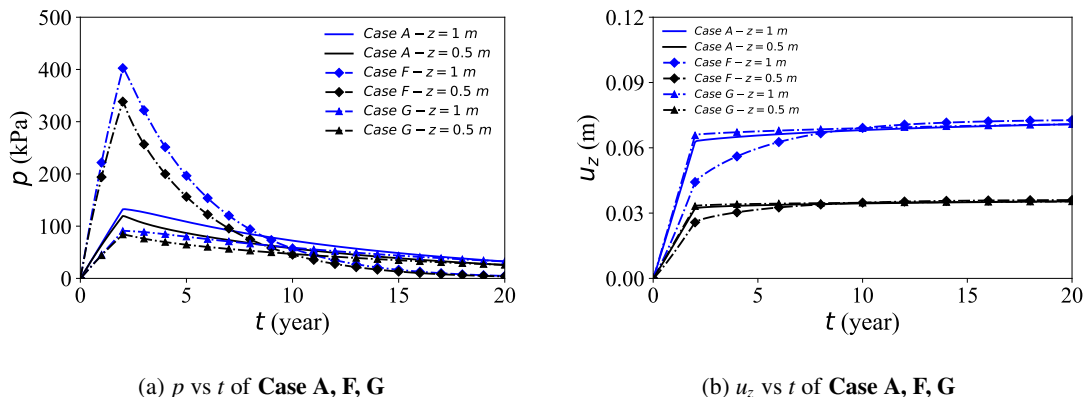 500
400
300
200
100
0
p (kPa)
0 5 10 15 20
t (year)
Case A − z = 1 m
Case A − z = 0.5 m
Case F − z = 1 m
Case F − z = 0.5 m
Case G − z = 1 m
Case G − z = 0.5 m
(a) p vs t of Case A, F, G
0.12
0.09
0.06
0.03
0.00
u_z (m)
0 5 10 15 20
t (year)
Case A − z = 1 m
Case A − z = 0.5 m
Case F − z = 1 m
Case F − z = 0.5 m
Case G − z = 1 m
Case G − z = 0.5 m
(b) u_z vs t of Case A, F, G